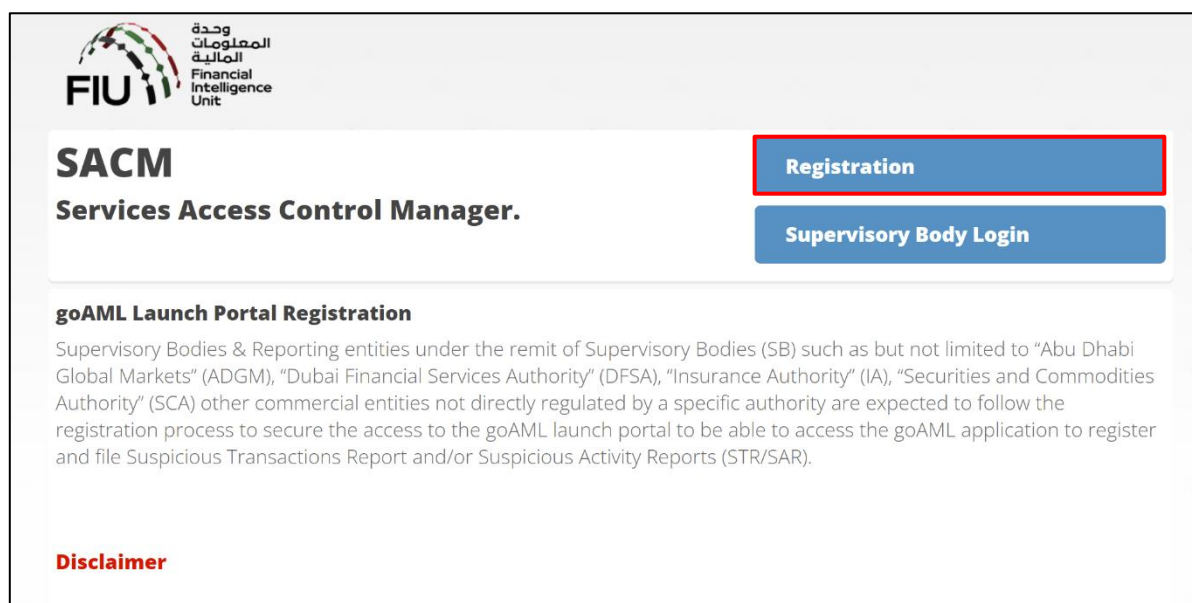 وحدة
المعلومات
المالية
FIU
Financial
Intelligence
Unit
SACM
Services Access Control Manager.
Registration
Supervisory Body Login
goAML Launch Portal Registration
Supervisory Bodies & Reporting entities under the remit of Supervisory Bodies (SB) such as but not limited to “Abu Dhabi
Global Markets” (ADGM), “Dubai Financial Services Authority” (DFSA), “Insurance Authority” (IA), “Securities and Commodities
Authority” (SCA) other commercial entities not directly regulated by a specific authority are expected to follow the
registration process to secure the access to the goAML launch portal to be able to access the goAML application to register
and file Suspicious Transactions Report and/or Suspicious Activity Reports (STR/SAR).
Disclaimer